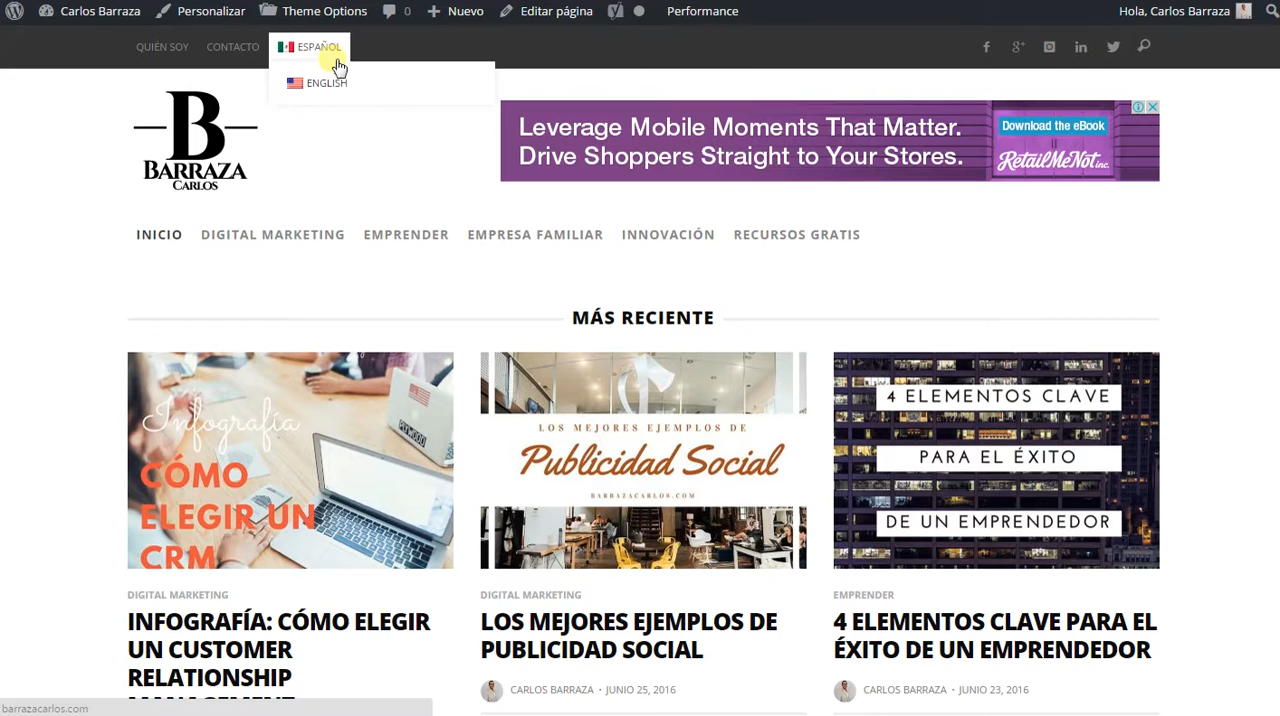 Carlos Barraza Personalizar Theme Options 0 Nuevo Editar página Performance Hola, Carlos Barraza
QUIÉN SOY CONTACTO ESPAÑOL
ENGLISH
B
BARRAZA
CARLOS
Leverage Mobile Moments That Matter.
Drive Shoppers Straight to Your Stores.
Download the eBook
RetailMeNot inc.
INICIO DIGITAL MARKETING EMPRENDER EMPRESA FAMILIAR INNOVACIÓN RECURSOS GRATIS
MÁS RECIENTE
Infografía:
CÓMO
ELEGIR UN
CRM
PLYWOOD
LOS MEJORES EJEMPLOS DE
Publicidad Social
BARRAZACARLOS.COM
4 ELEMENTOS CLAVE
PARA EL ÉXITO
DE UN EMPRENDEDOR
DIGITAL MARKETING
INFOGRAFÍA: CÓMO ELEGIR
UN CUSTOMER
RELATIONSHIP
MANAGEMENT
DIGITAL MARKETING
LOS MEJORES EJEMPLOS DE
PUBLICIDAD SOCIAL
CARLOS BARRAZA • JUNIO 25, 2016
EMPRENDER
4 ELEMENTOS CLAVE PARA EL
ÉXITO DE UN EMPRENDEDOR
CARLOS BARRAZA • JUNIO 23, 2016
barrazacarlos.com